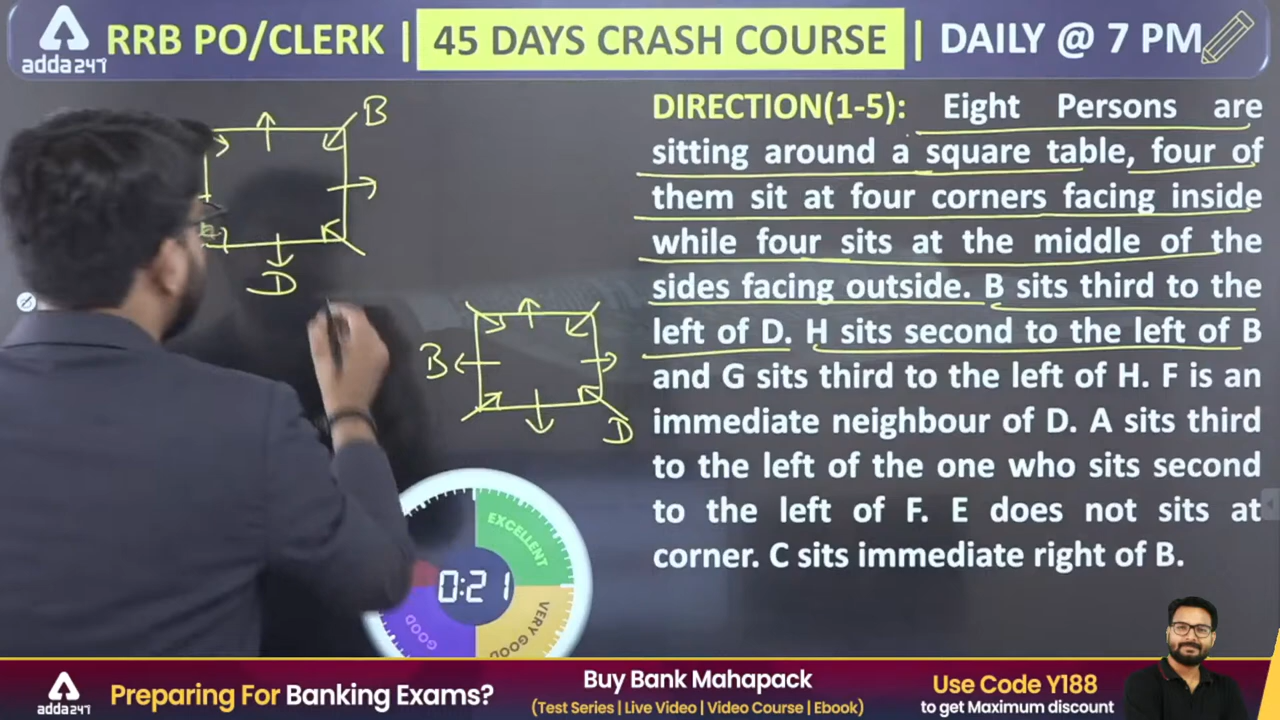 adda247
RRB PO/CLERK | 45 DAYS CRASH COURSE | DAILY @ 7 PM
DIRECTION(1-5): Eight Persons are
sitting around a square table, four of
them sit at four corners facing inside
while four sits at the middle of the
sides facing outside. B sits third to the
left of D. H sits second to the left of B
and G sits third to the left of H. F is an
immediate neighbour of D. A sits third
to the left of the one who sits second
to the left of F. E does not sits at
corner. C sits immediate right of B.
B
D
B
D
EXCELLENT
VERY GOOD
GOOD
0:21
adda247
Preparing For Banking Exams?
Buy Bank Mahapack
(Test Series | Live Video | Video Course | Ebook)
Use Code Y188
to get Maximum discount